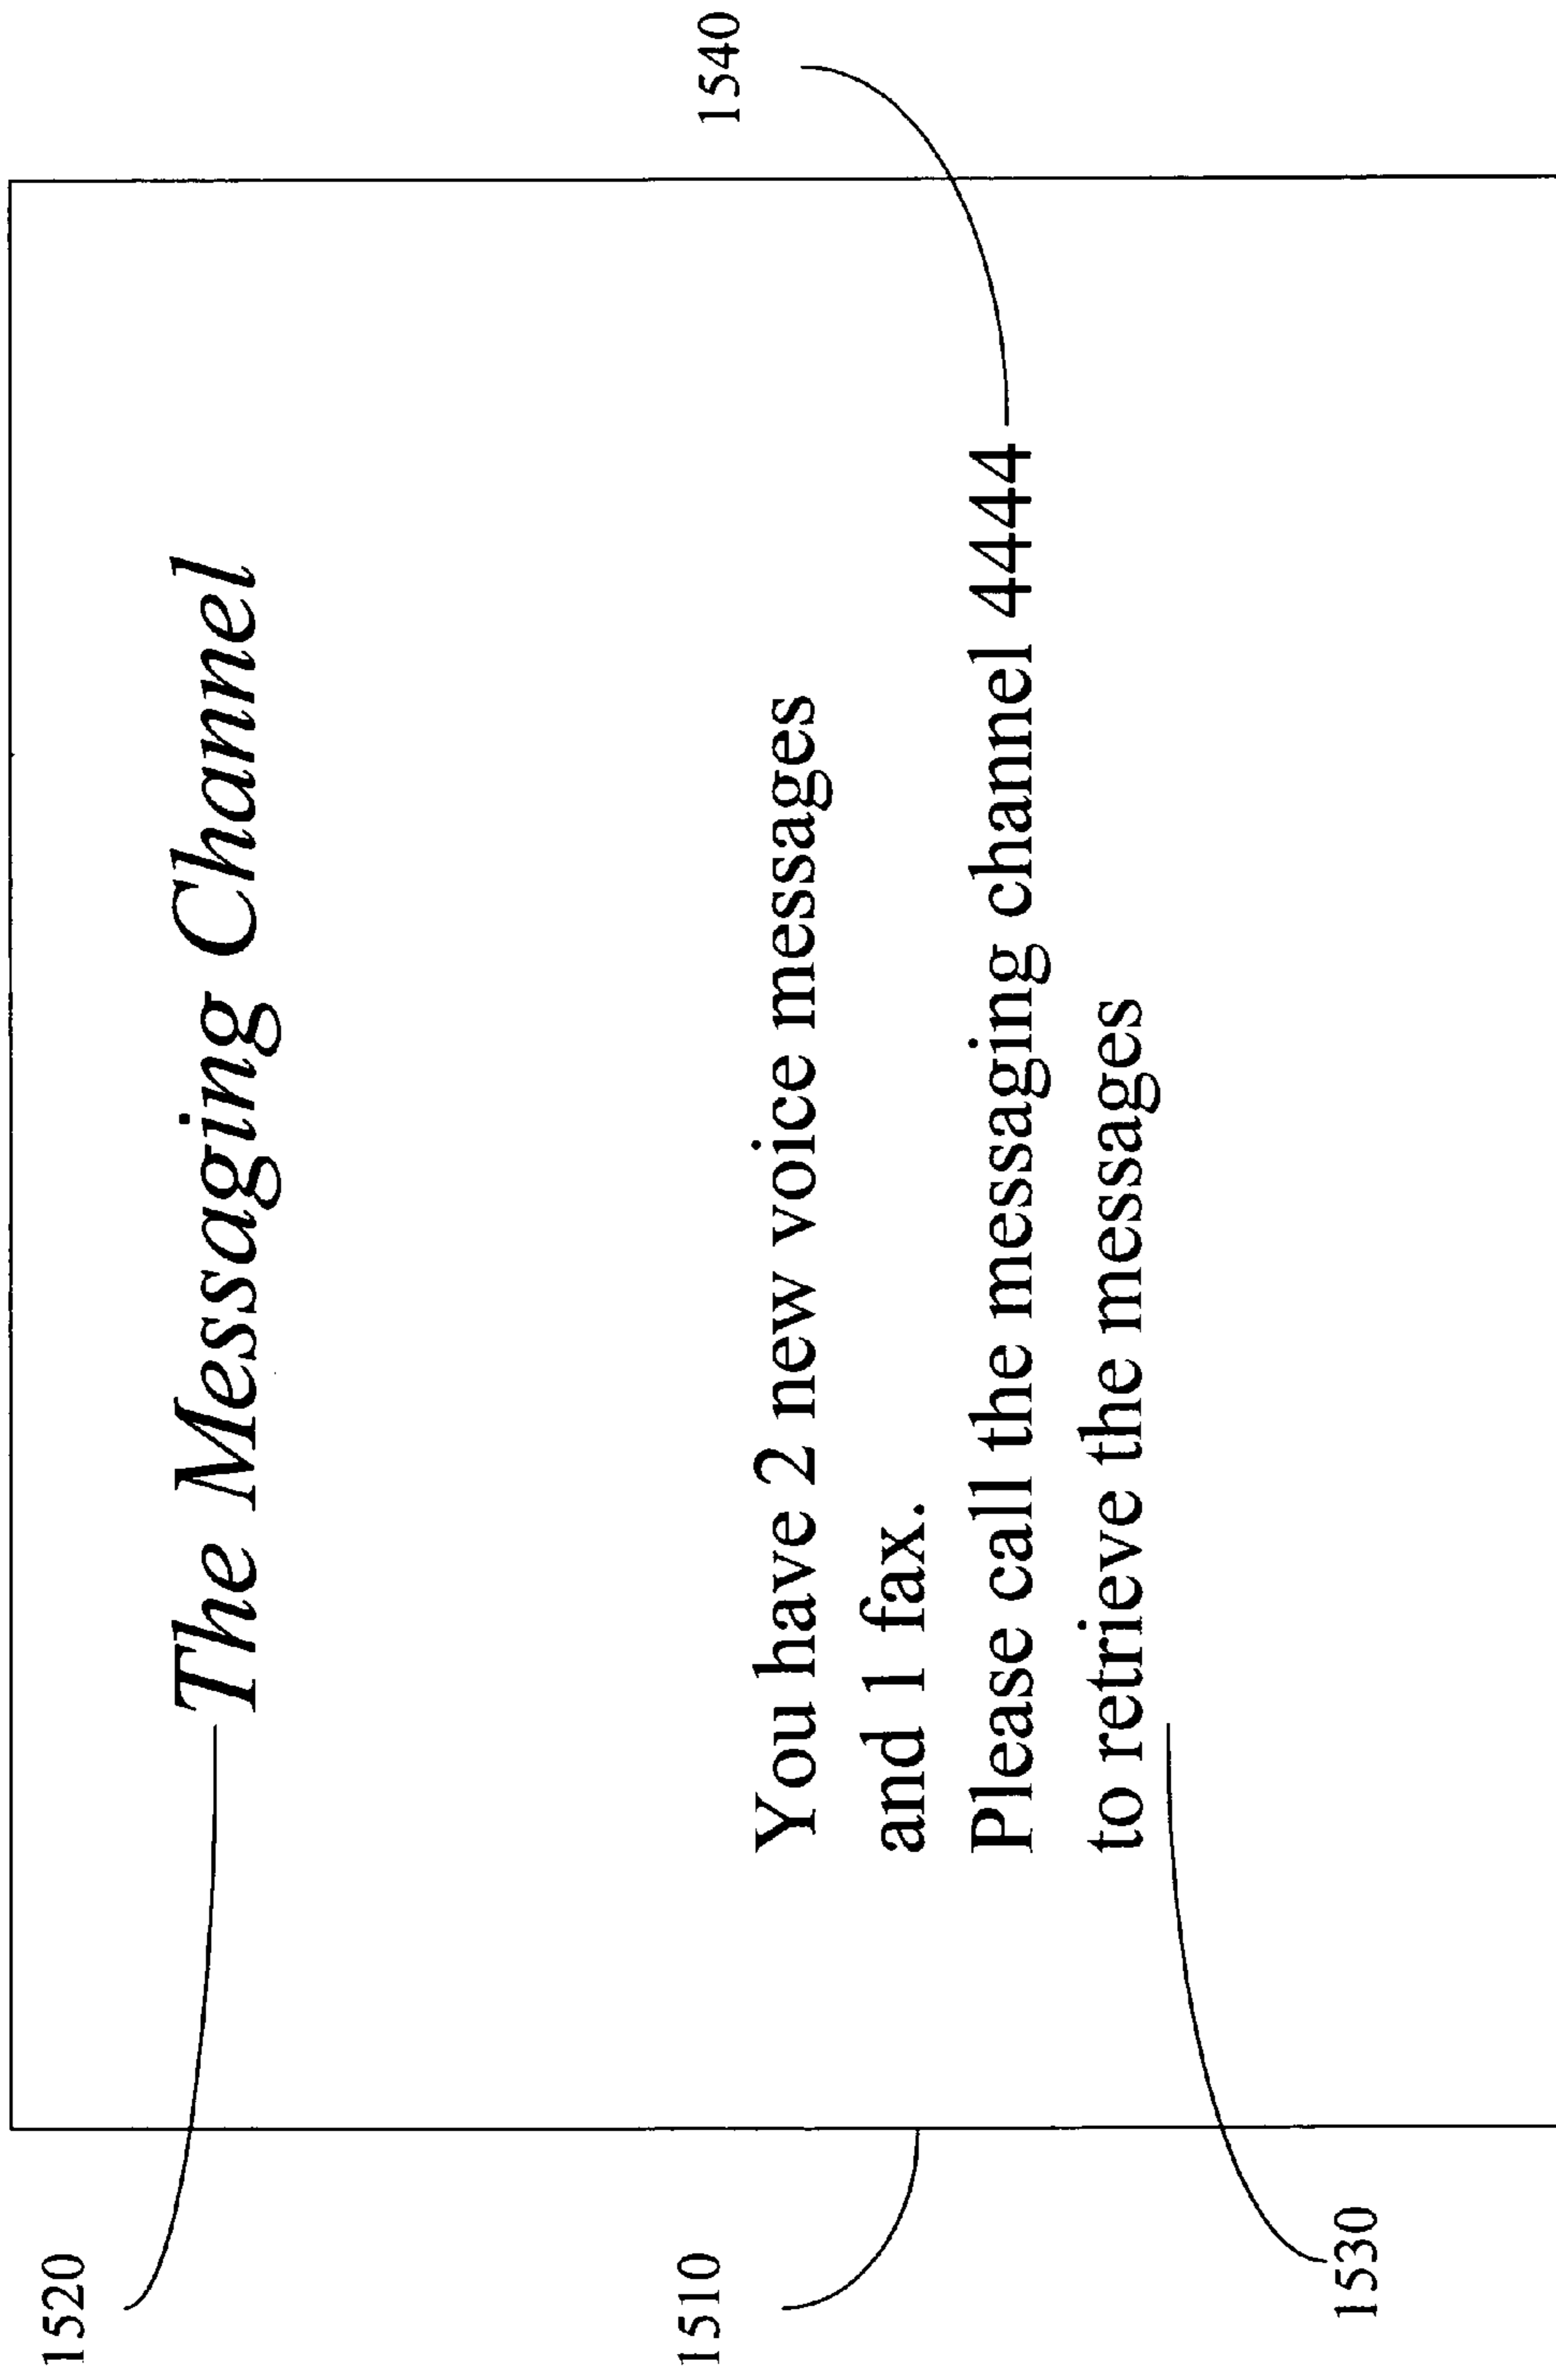 1520
The Messaging Channel
1510
You have 2 new voice messages
and 1 fax.
1540
Please call the messaging channel 4444
to retrieve the messages
1530